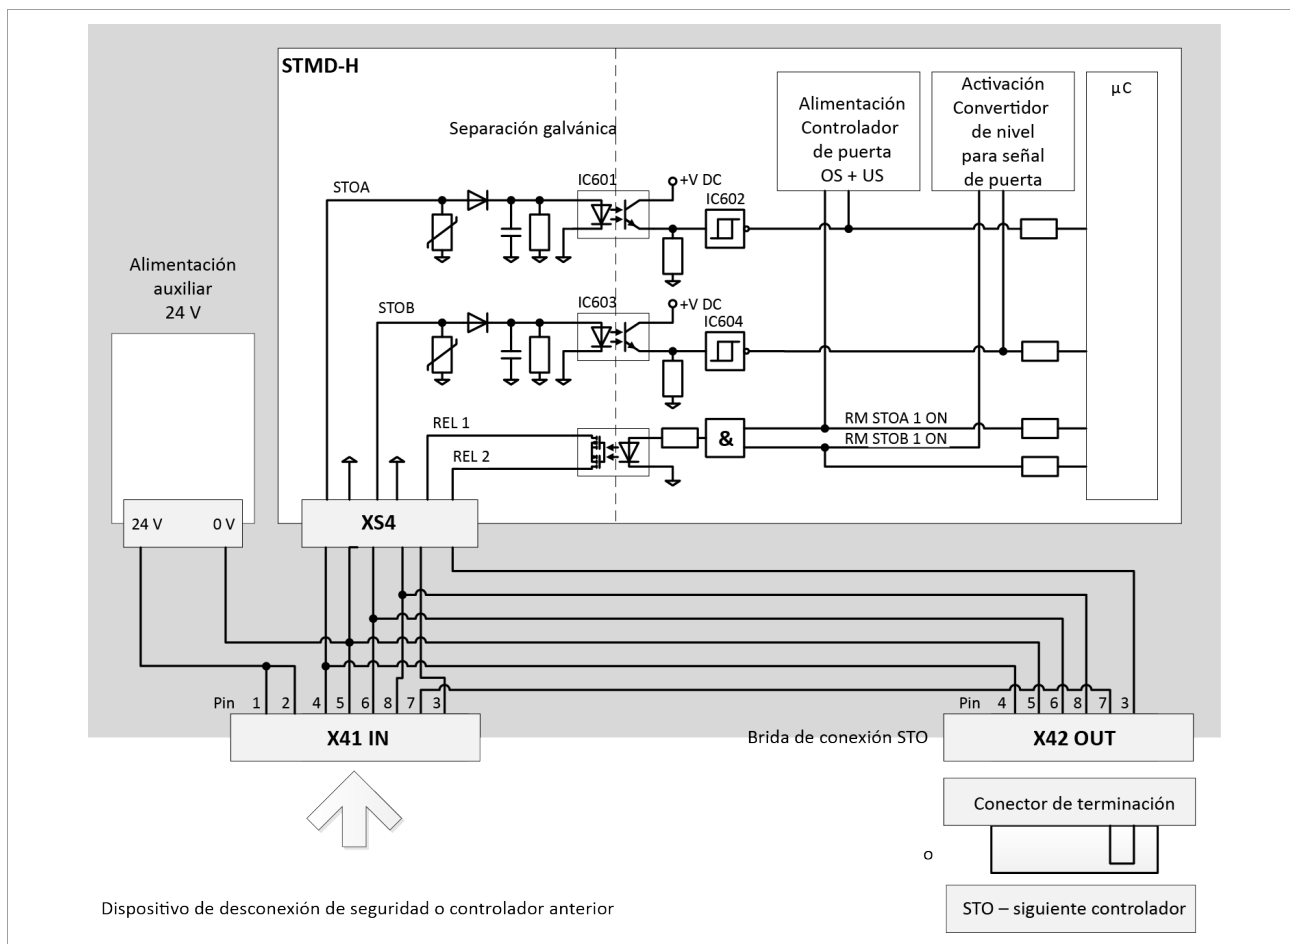 STMD-H
Separación galvánica
Alimentación
Controlador
de puerta
OS + US
Activación
Convertidor
de nivel
para señal
de puerta
µC
STOA
IC601
+V DC
IC602
STOB
IC603
+V DC
IC604
REL 1
REL 2
&
RM STOA 1 ON
RM STOB 1 ON
Alimentación
auxiliar
24 V
24 V
0 V
XS4
Pin 1 2 4 5 6 8 7 3
X41 IN
Pin 4 5 6 8 7 3
Brida de conexión STO
X42 OUT
Conector de terminación
o
STO – siguiente controlador
Dispositivo de desconexión de seguridad o controlador anterior